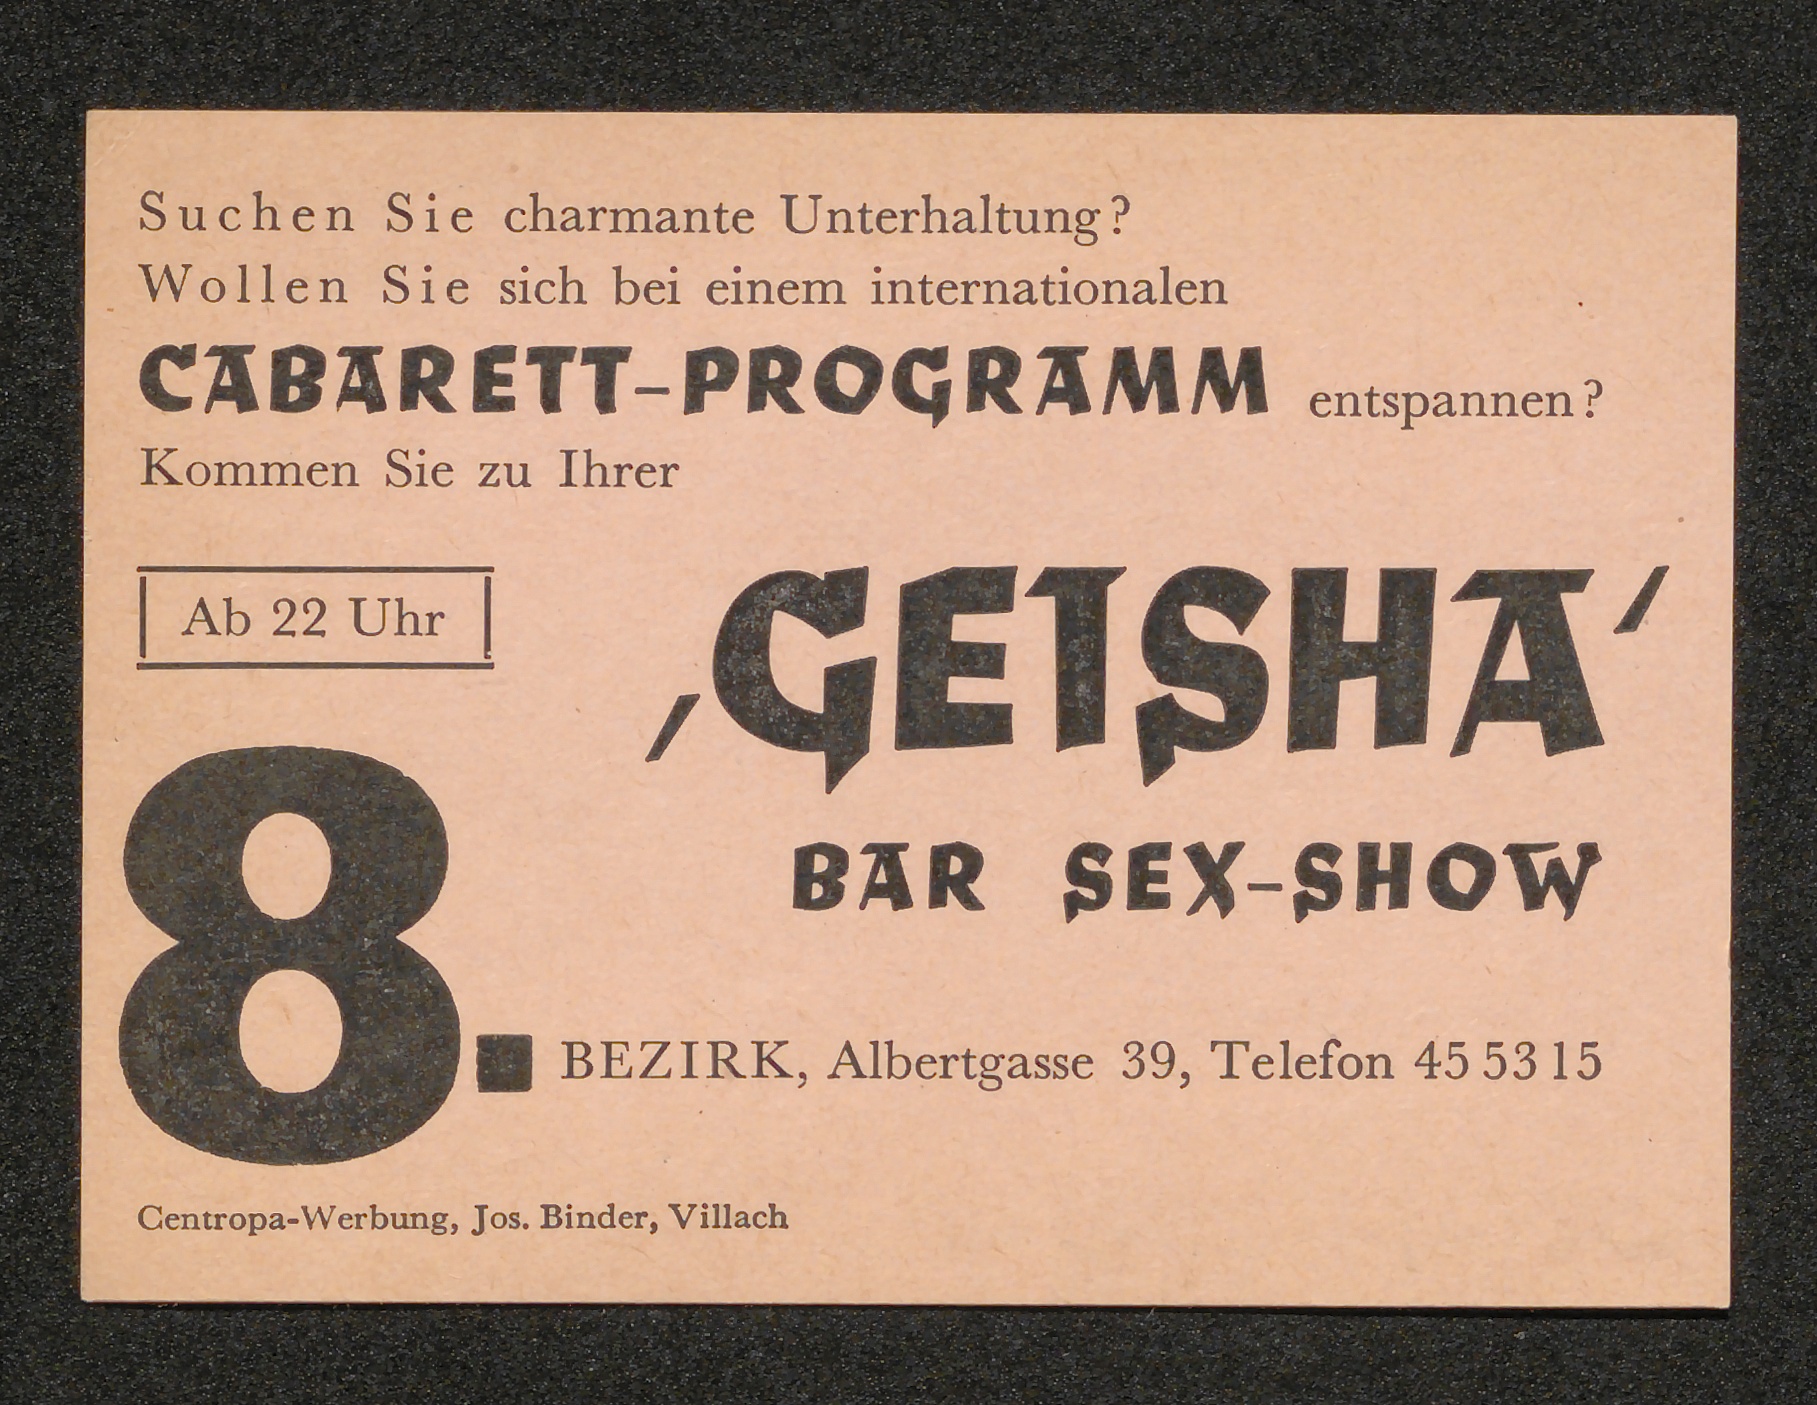 Suchen Sie charmante Unterhaltung?
Wollen Sie sich bei einem internationalen
CABARETT-PROGRAMM entspannen?
Kommen Sie zu Ihrer
Ab 22 Uhr
‚GEISHA‘
BAR SEX-SHOW
8. BEZIRK, Albertgasse 39, Telefon 45 53 15
Centropa-Werbung, Jos. Binder, Villach